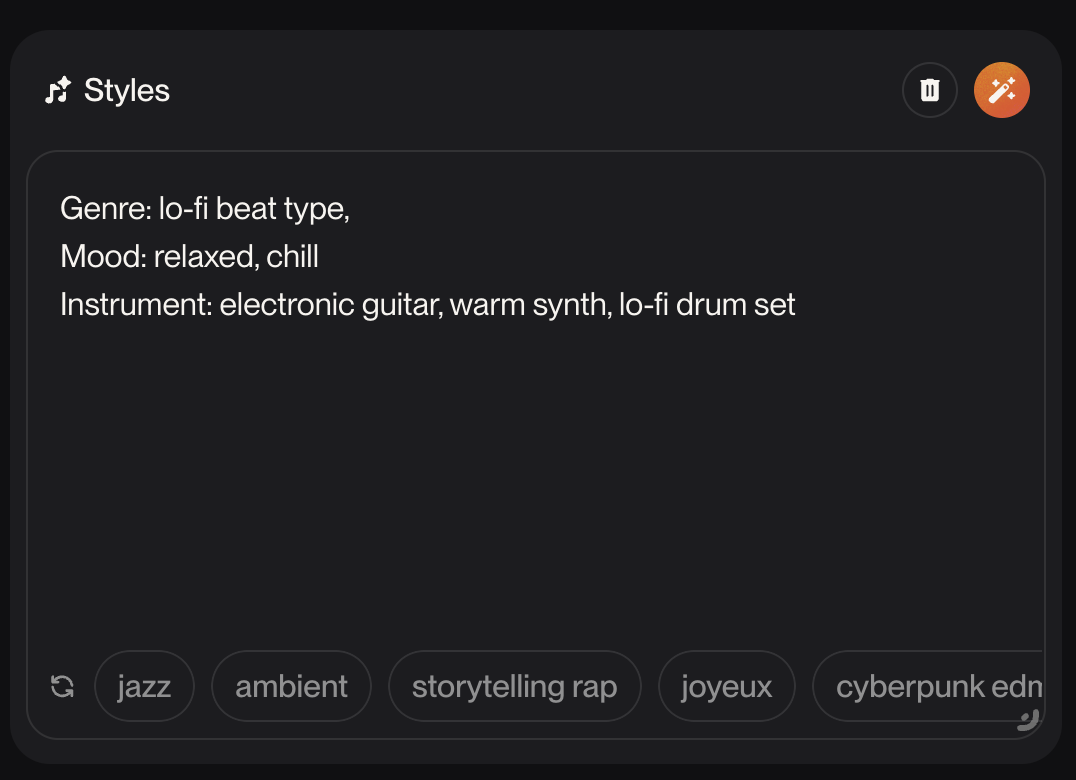 Styles
Genre: lo-fi beat type,
Mood: relaxed, chill
Instrument: electronic guitar, warm synth, lo-fi drum set
jazz ambient storytelling rap joyeux cyberpunk